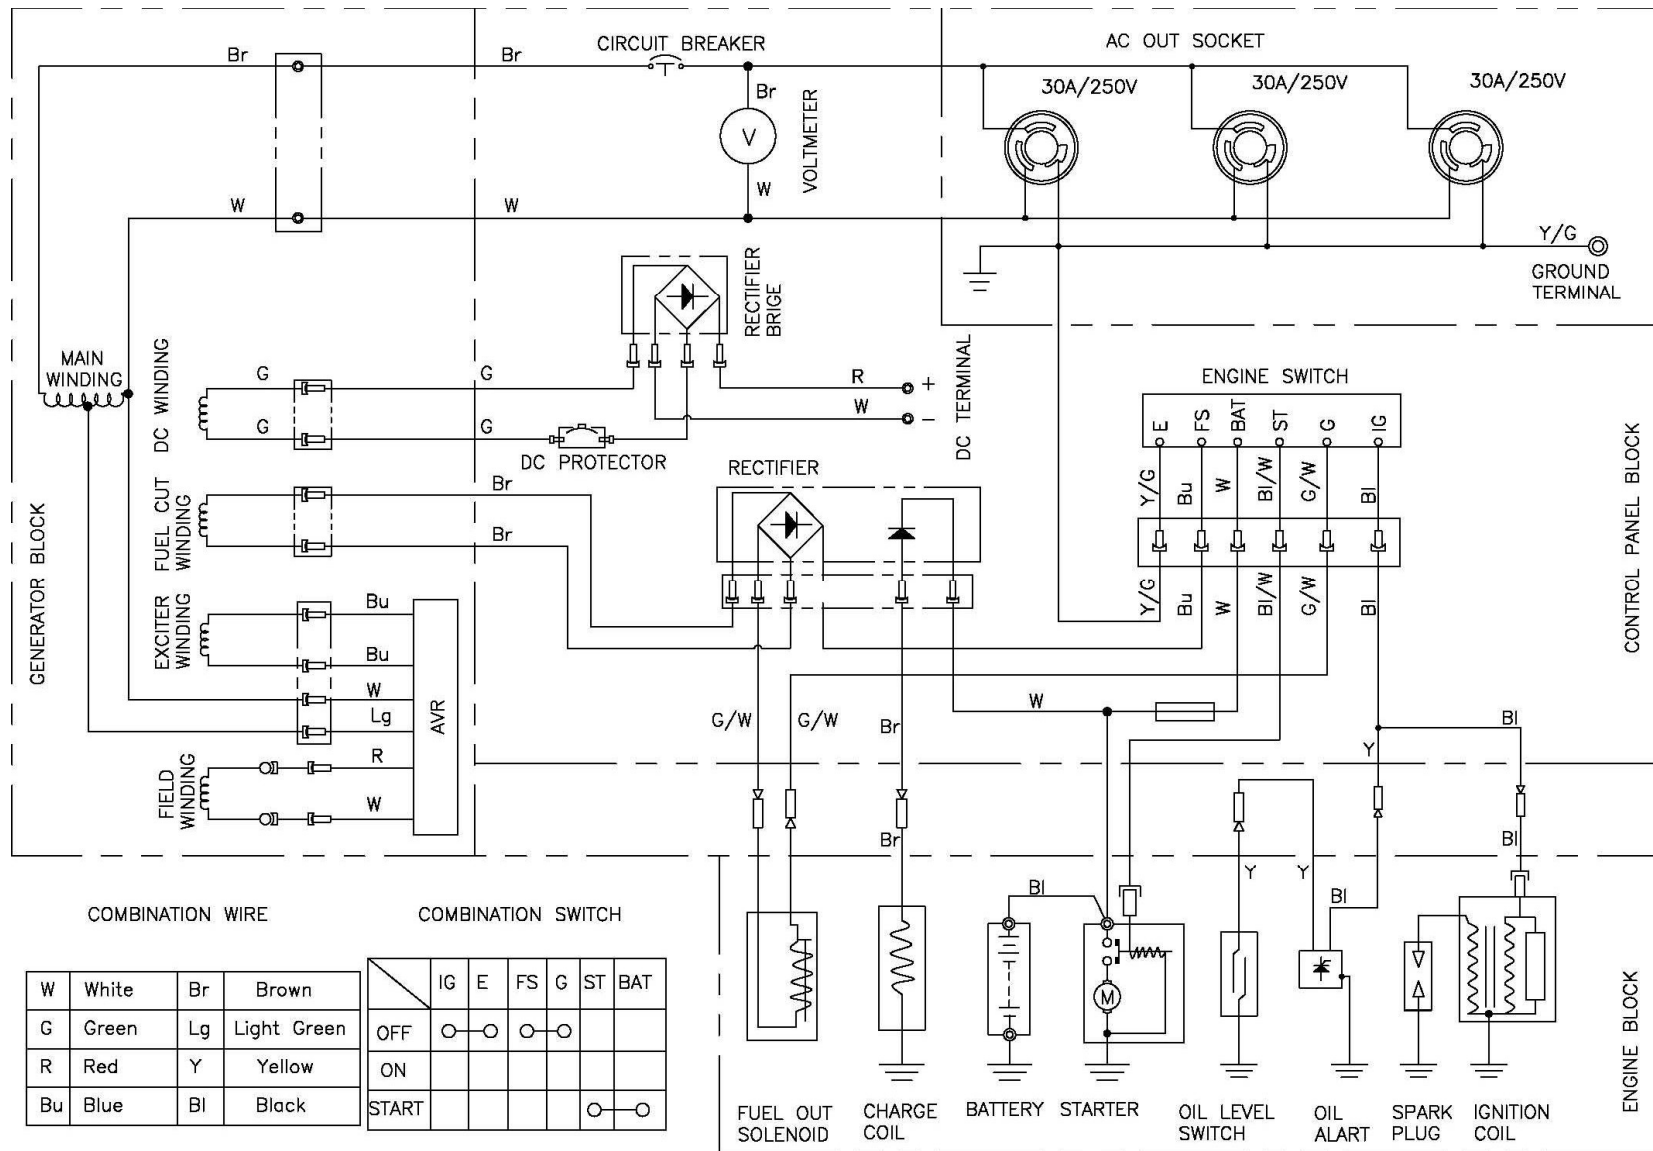 CIRCUIT BREAKER
AC OUT SOCKET
Br
Br
Br
30A/250V
30A/250V
30A/250V
V
VOLTMETER
W
W
W
Y/G
GROUND
TERMINAL
RECTIFIER
BRIGE
MAIN
WINDING
DC WINDING
G
G
R
+
W
−
DC TERMINAL
G
G
DC PROTECTOR
ENGINE SWITCH
E
FS
BAT
ST
G
IG
Y/G
Bu
W
Bl/W
G/W
Bl
RECTIFIER
FUEL CUT
WINDING
Br
Br
GENERATOR BLOCK
CONTROL PANEL BLOCK
Y/G
Bu
W
Bl/W
G/W
Bl
EXCITER
WINDING
Bu
Bu
W
Lg
AVR
FIELD
WINDING
R
W
G/W
G/W
Br
W
Y
Bl
Br
Bl
Y
Y
Bl
Bl
M
ENGINE BLOCK
FUEL OUT
SOLENOID
CHARGE
COIL
BATTERY
STARTER
OIL LEVEL
SWITCH
OIL
ALART
SPARK
PLUG
IGNITION
COIL
COMBINATION WIRE
W White Br Brown
G Green Lg Light Green
R Red Y Yellow
Bu Blue Bl Black
COMBINATION SWITCH
IG E FS G ST BAT
OFF
ON
START